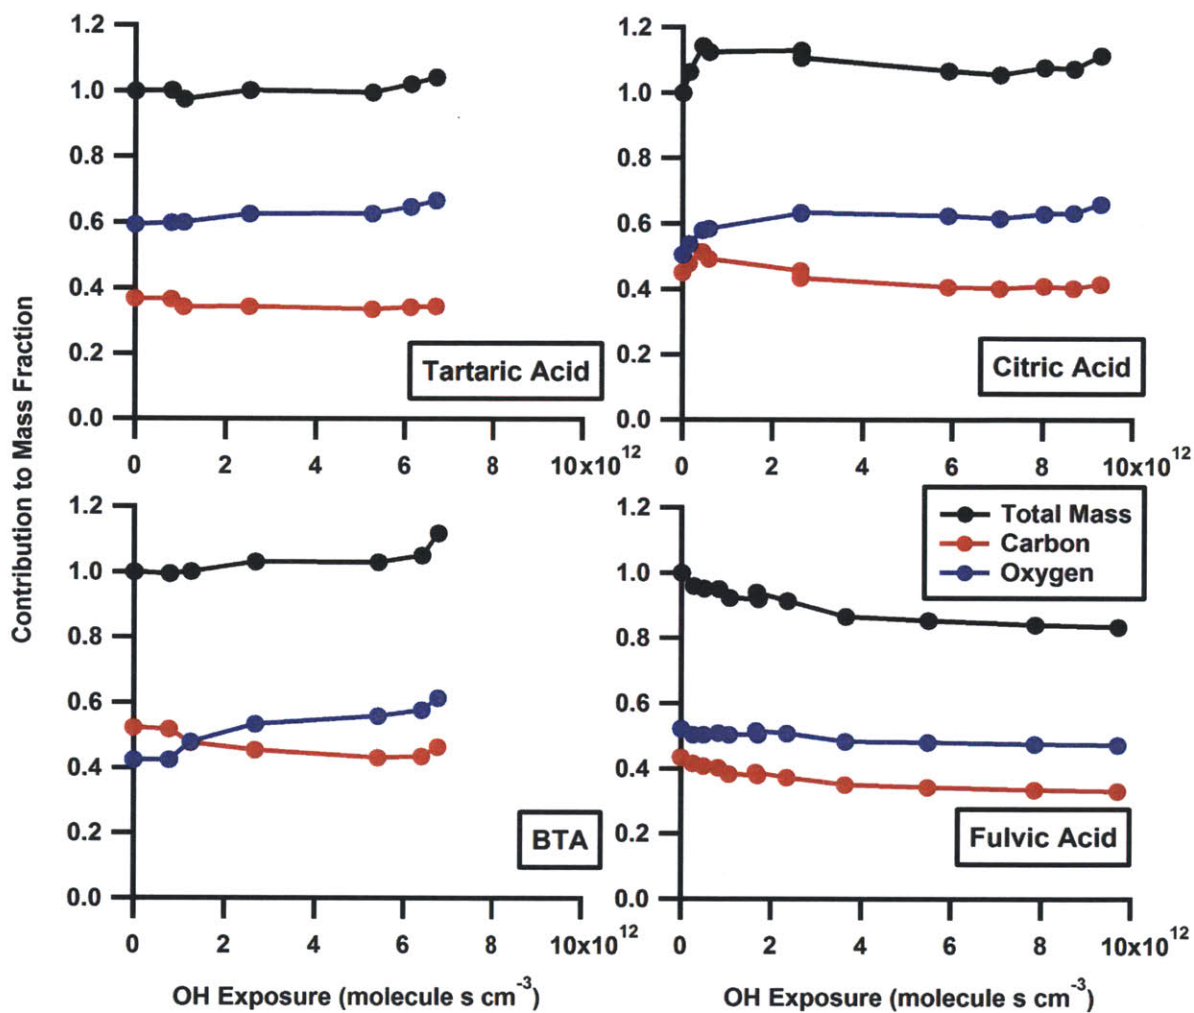 Contribution to Mass Fraction
1.2
1.0
0.8
0.6
0.4
0.2
0.0
0 2 4 6 8 10x10¹²
Tartaric Acid
1.2
1.0
0.8
0.6
0.4
0.2
0.0
0 2 4 6 8 10x10¹²
Citric Acid
1.2
1.0
0.8
0.6
0.4
0.2
0.0
0 2 4 6 8 10x10¹²
BTA
OH Exposure (molecule s cm⁻³)
1.2
1.0
0.8
0.6
0.4
0.2
0.0
0 2 4 6 8 10x10¹²
Total Mass
Carbon
Oxygen
Fulvic Acid
OH Exposure (molecule s cm⁻³)